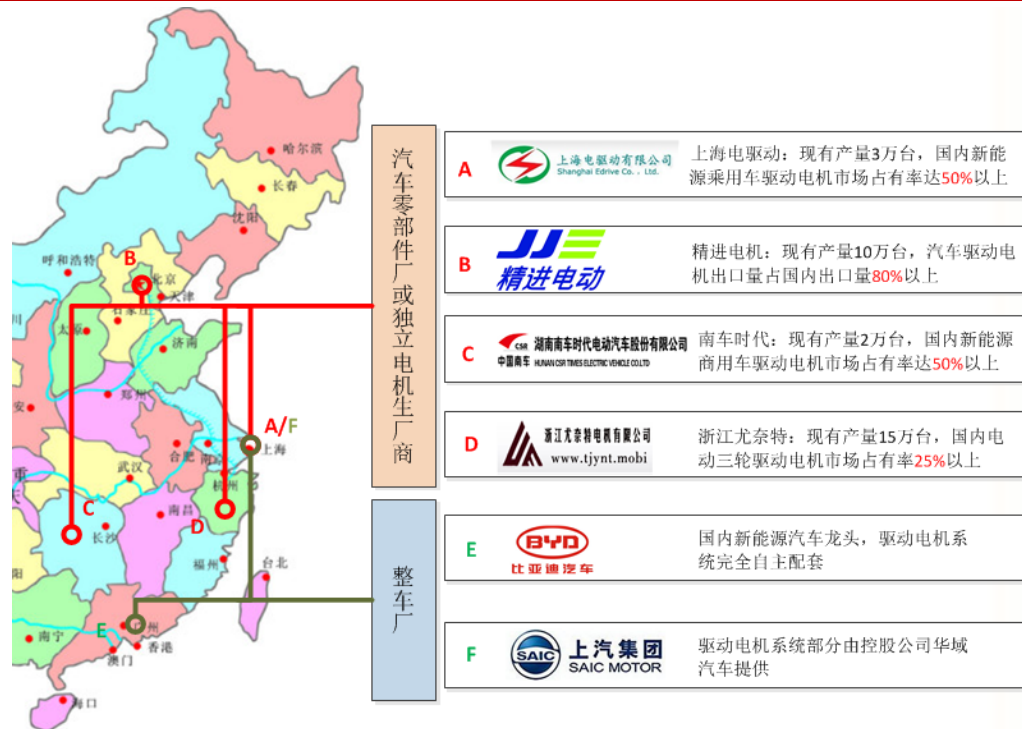 哈尔滨
长春
沈阳
呼和浩特
B
北京
天津
石家庄
太原
济南
郑州
安
A/F
上海
合肥
南京
武汉
重
杭州
C
D
长沙
南昌
福州
台北
阳
E
广州
南宁
香港
澳门
海口
汽车零部件厂或独立电机生厂商
整车厂
A
上海电驱动有限公司
Shanghai Edrive Co. , Ltd.
上海电驱动：现有产量3万台，国内新能
源乘用车驱动电机市场占有率达50%以上
B
JJE
精进电动
精进电机：现有产量10万台，汽车驱动电
机出口量占国内出口量80%以上
C
CSR
中国南车
湖南南车时代电动汽车股份有限公司
HUNAN CSR TIMES ELECTRIC VEHICLE CO.LTD
南车时代：现有产量2万台，国内新能源
商用车驱动电机市场占有率达50%以上
D
浙江尤奈特电机有限公司
www.tjynt.mobi
浙江尤奈特：现有产量15万台，国内电
动三轮驱动电机市场占有率25%以上
E
BYD
比亚迪汽车
国内新能源汽车龙头，驱动电机系
统完全自主配套
F
SAIC
上汽集团
SAIC MOTOR
驱动电机系统部分由控股公司华域
汽车提供